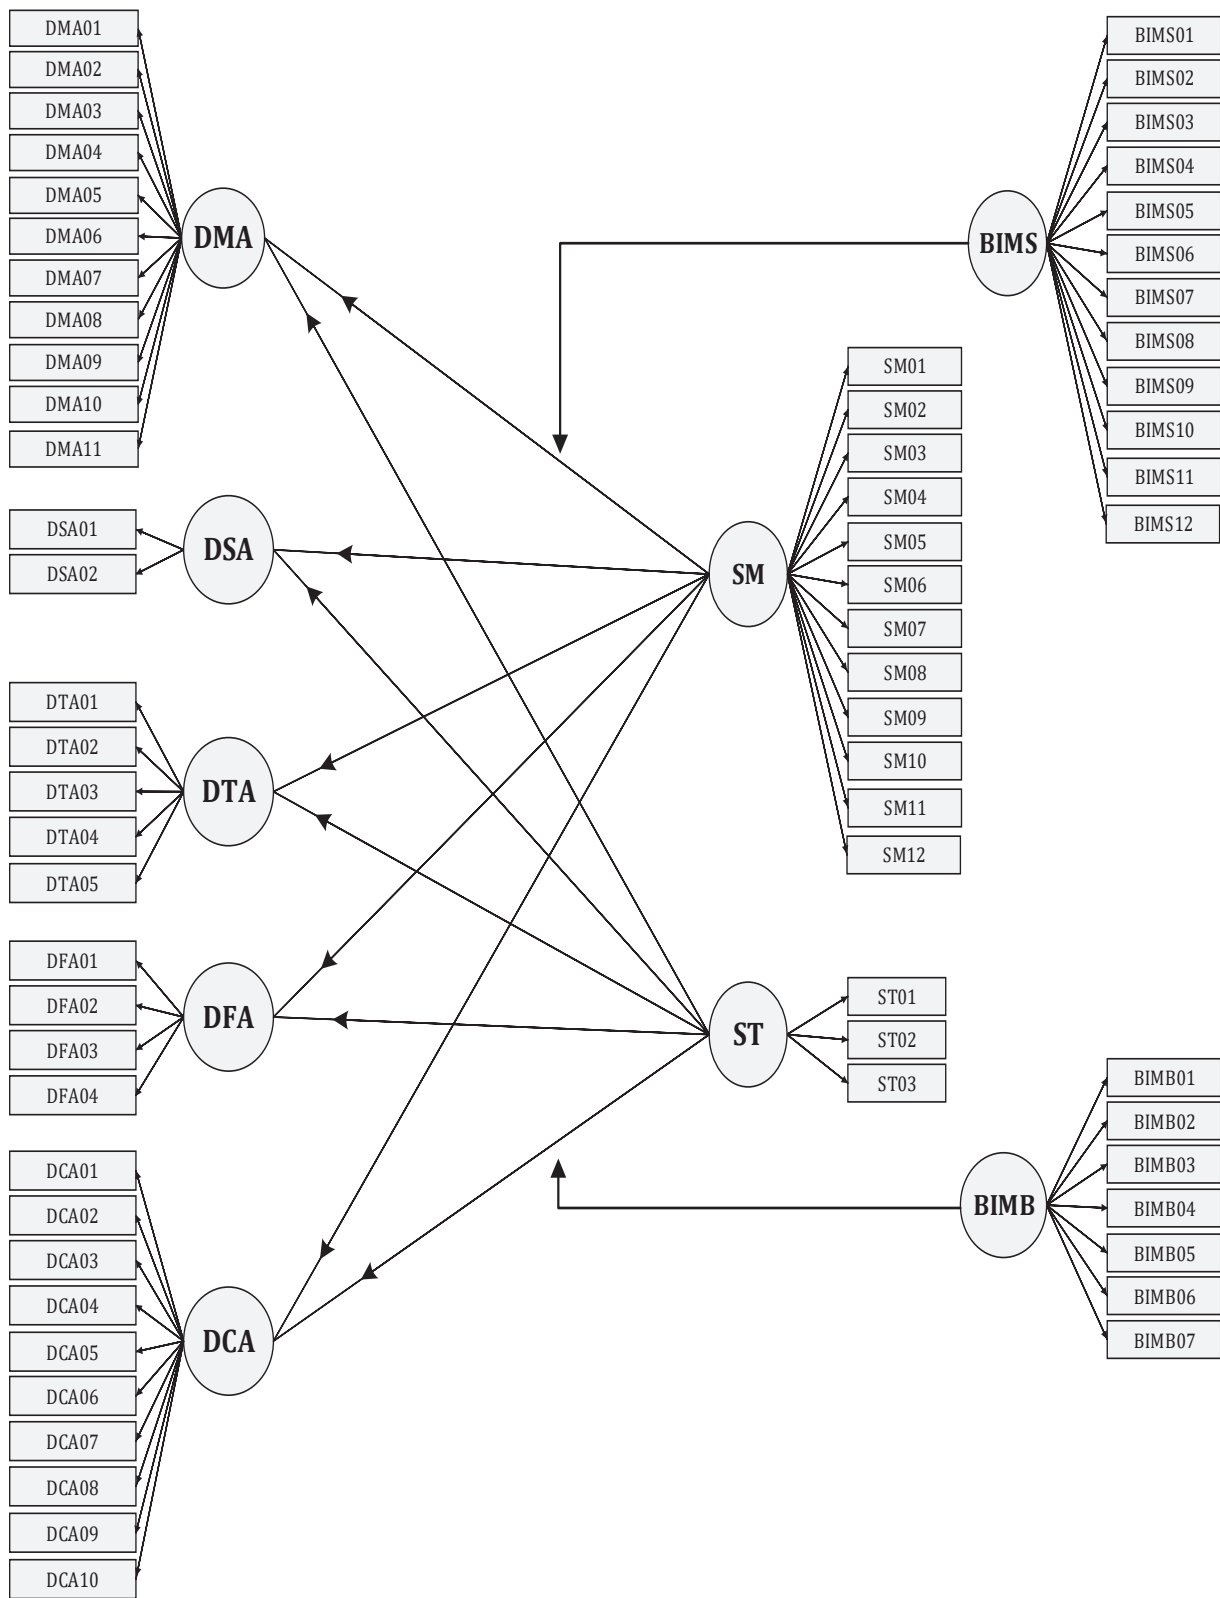 DMA01
DMA02
DMA03
DMA04
DMA05
DMA06
DMA07
DMA08
DMA09
DMA10
DMA11
DMA
DSA01
DSA02
DSA
DTA01
DTA02
DTA03
DTA04
DTA05
DTA
DFA01
DFA02
DFA03
DFA04
DFA
DCA01
DCA02
DCA03
DCA04
DCA05
DCA06
DCA07
DCA08
DCA09
DCA10
DCA
SM
SM01
SM02
SM03
SM04
SM05
SM06
SM07
SM08
SM09
SM10
SM11
SM12
ST
ST01
ST02
ST03
BIMS
BIMS01
BIMS02
BIMS03
BIMS04
BIMS05
BIMS06
BIMS07
BIMS08
BIMS09
BIMS10
BIMS11
BIMS12
BIMB
BIMB01
BIMB02
BIMB03
BIMB04
BIMB05
BIMB06
BIMB07